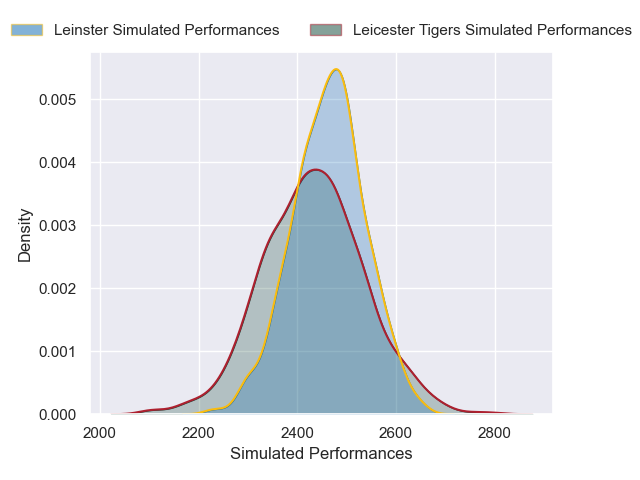 Leinster Simulated Performances
Leicester Tigers Simulated Performances
Density
0.005
0.004
0.003
0.002
0.001
0.000
2000
2200
2400
2600
2800
Simulated Performances